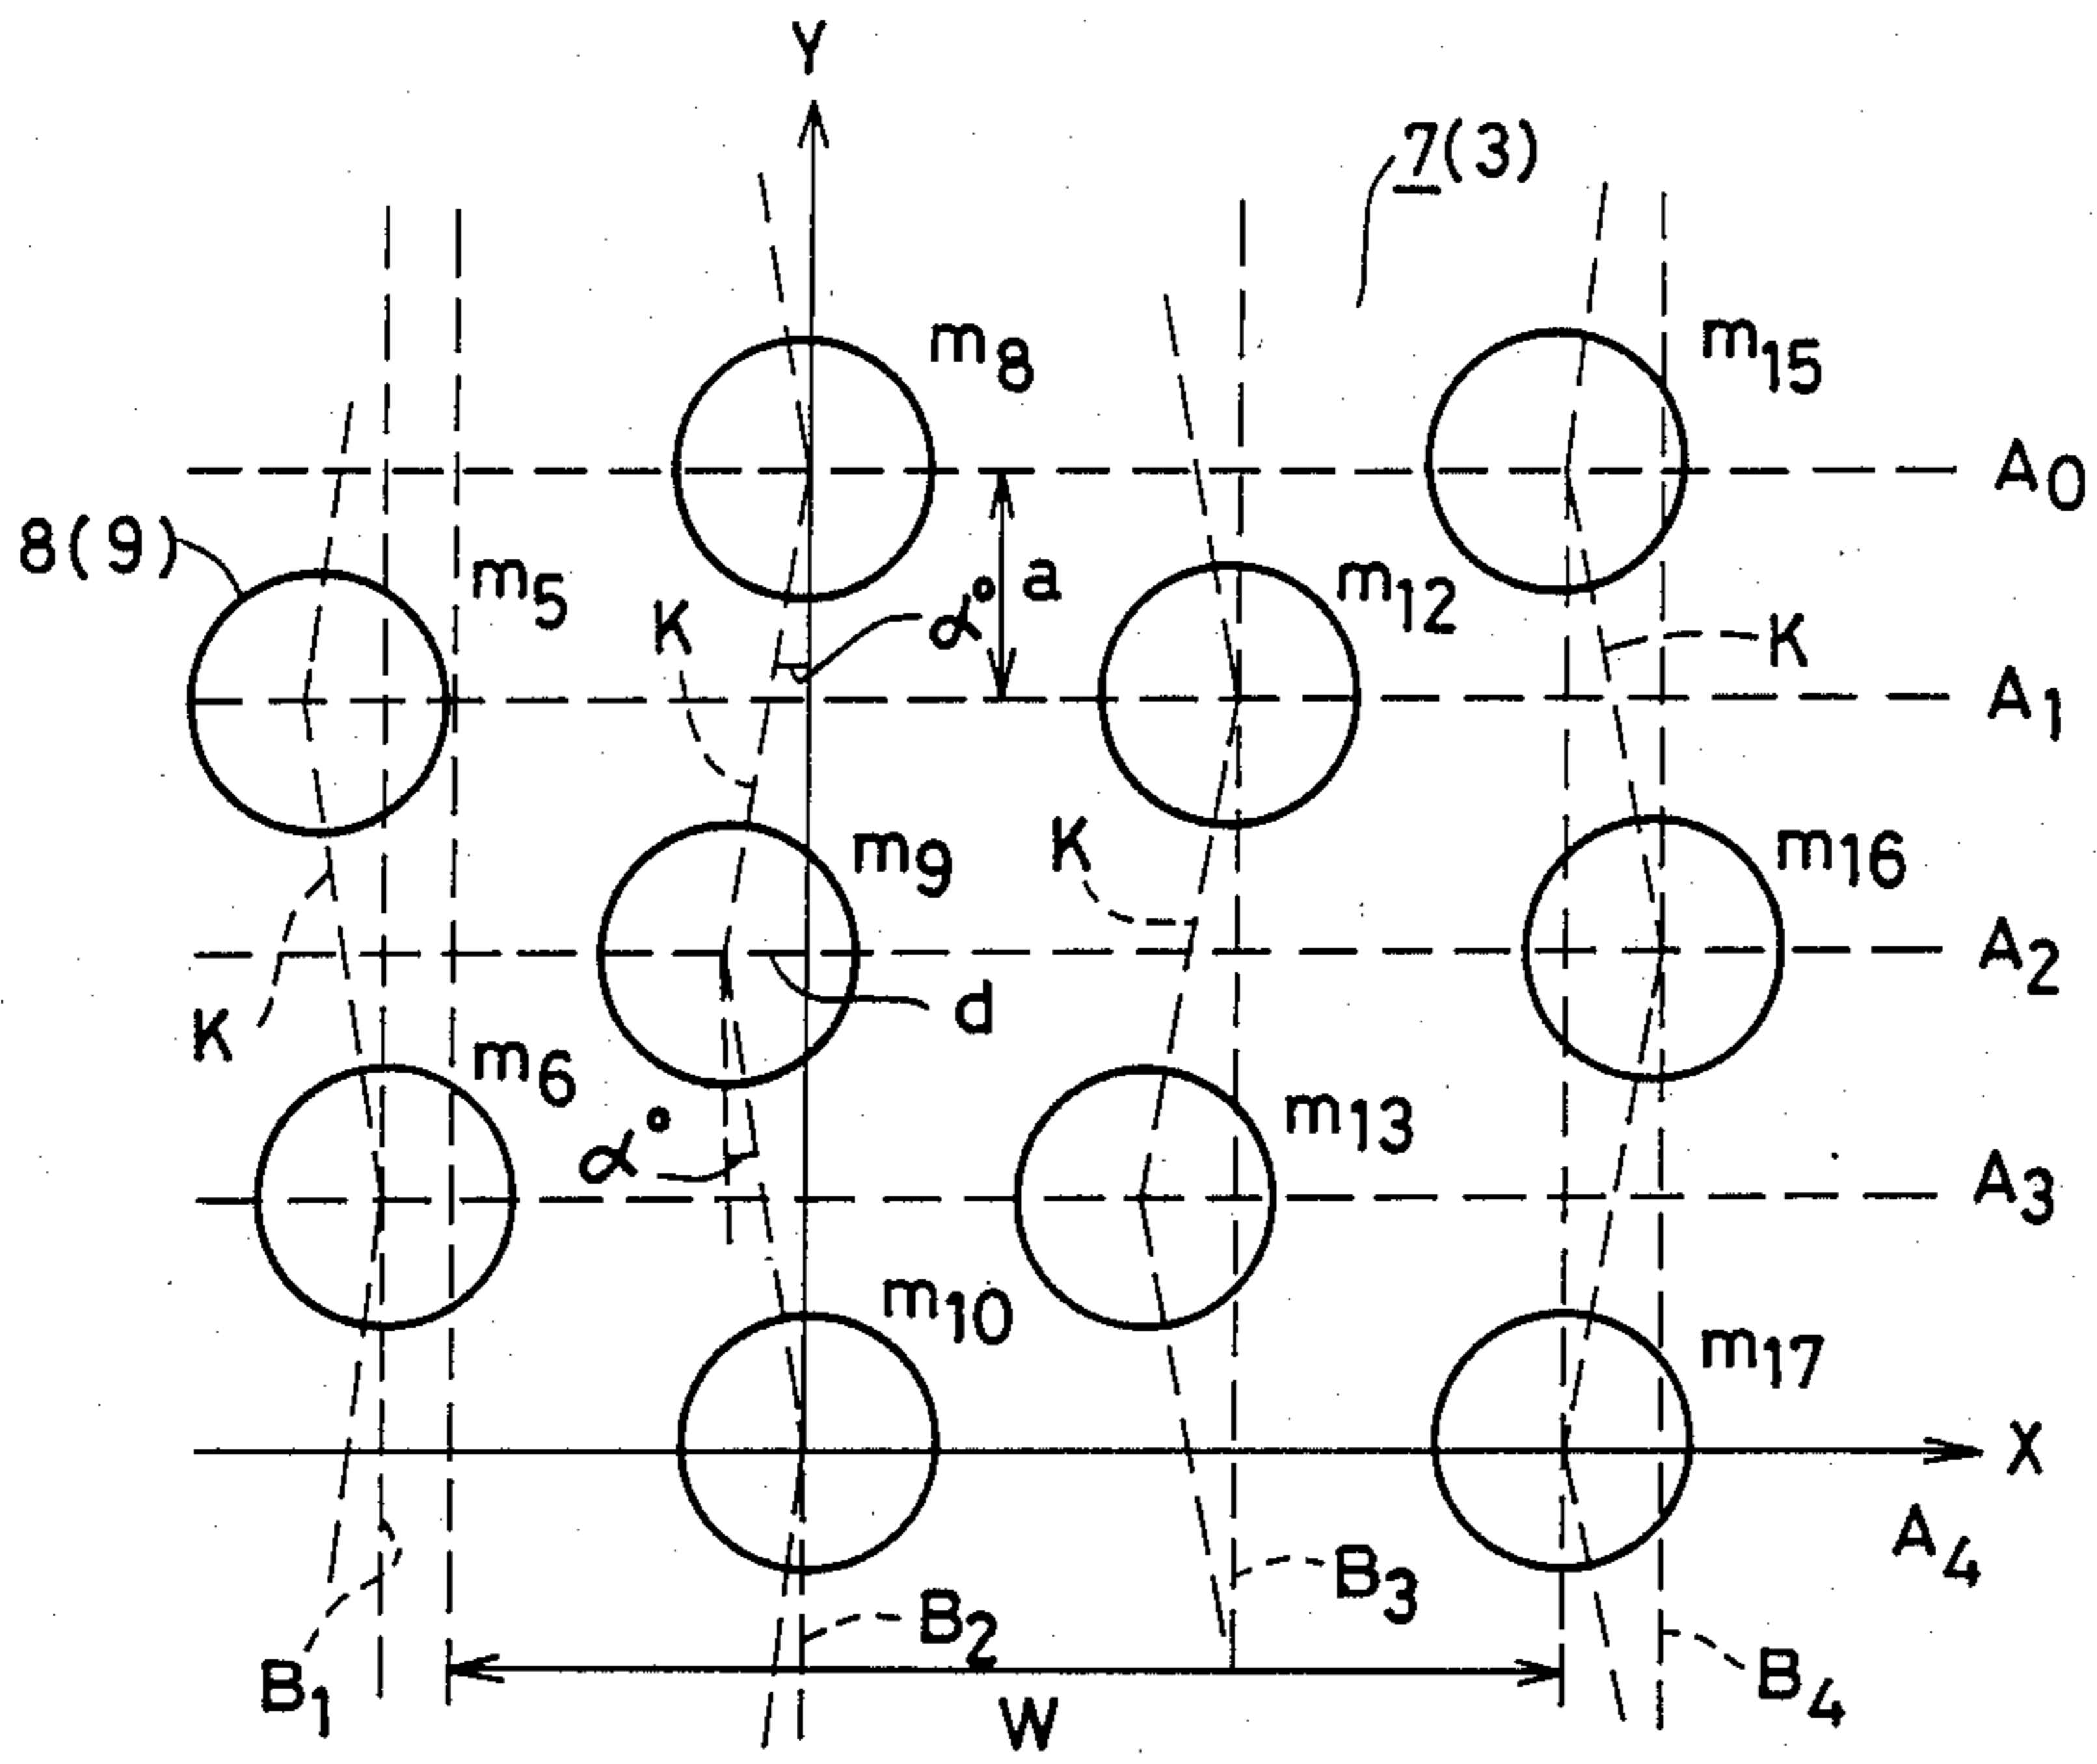 Y
7(3)
m8
m15
A0
8(9)
m5
K
α°
a
m12
K
A1
m9
K
m16
A2
K
d
m6
α°
m13
A3
m10
m17
X
A4
B1
B2
B3
B4
W